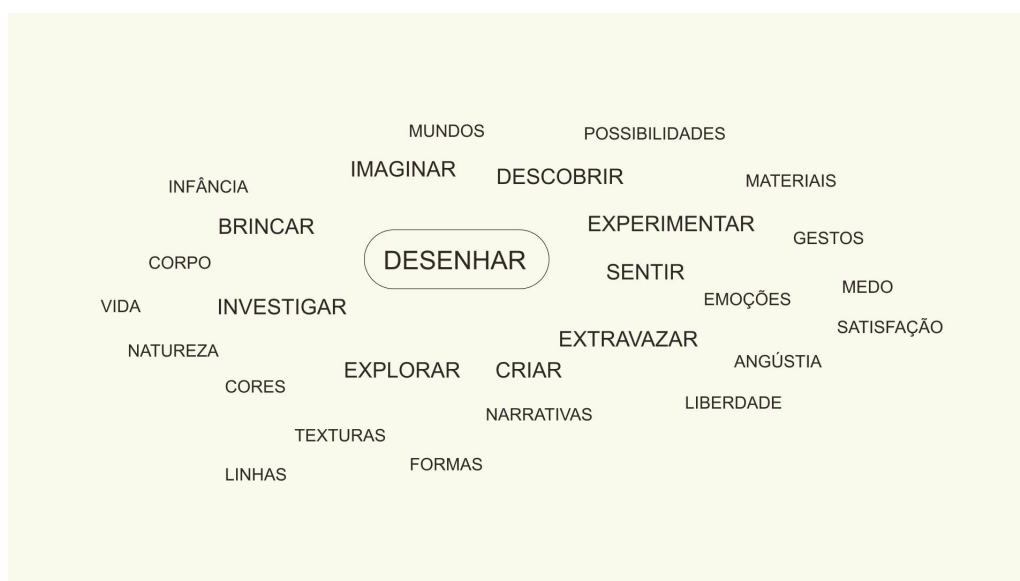 MUNDOS
POSSIBILIDADES
IMAGINAR
DESCOBRIR
MATERIAIS
INFÂNCIA
BRINCAR
EXPERIMENTAR
GESTOS
DESENHAR
CORPO
SENTIR
MEDO
EMOÇÕES
VIDA
INVESTIGAR
SATISFAÇÃO
EXTRAVAZAR
NATUREZA
ANGÚSTIA
EXPLORAR
CRIAR
CORES
LIBERDADE
NARRATIVAS
TEXTURAS
FORMAS
LINHAS